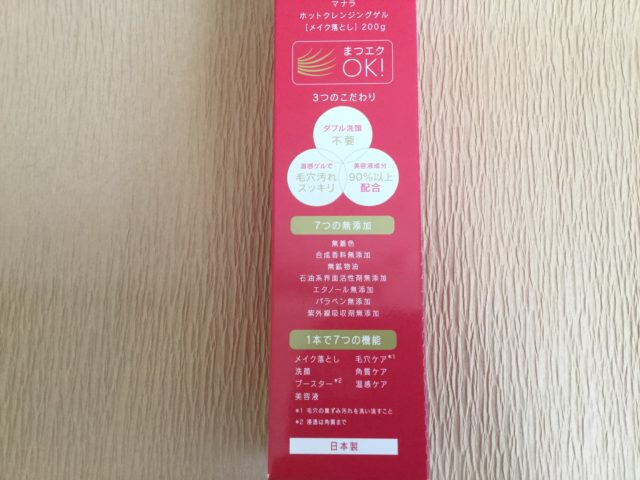 マナラ
ホットクレンジングゲル
[メイク落とし] 200g
まつエク
OK!
3つのこだわり
ダブル洗顔
不要
温感ゲルで
毛穴汚れ
スッキリ
美容液成分
90%以上
配合
7つの無添加
無着色
合成香料無添加
無鉱物油
石油系界面活性剤無添加
エタノール無添加
パラベン無添加
紫外線吸収剤無添加
1本で7つの機能
メイク落とし 毛穴ケア*1
洗顔 角質ケア
ブースター*2 温感ケア
美容液
*1 毛穴の黒ずみ汚れを洗い流すこと
*2 浸透は角質まで
日本製